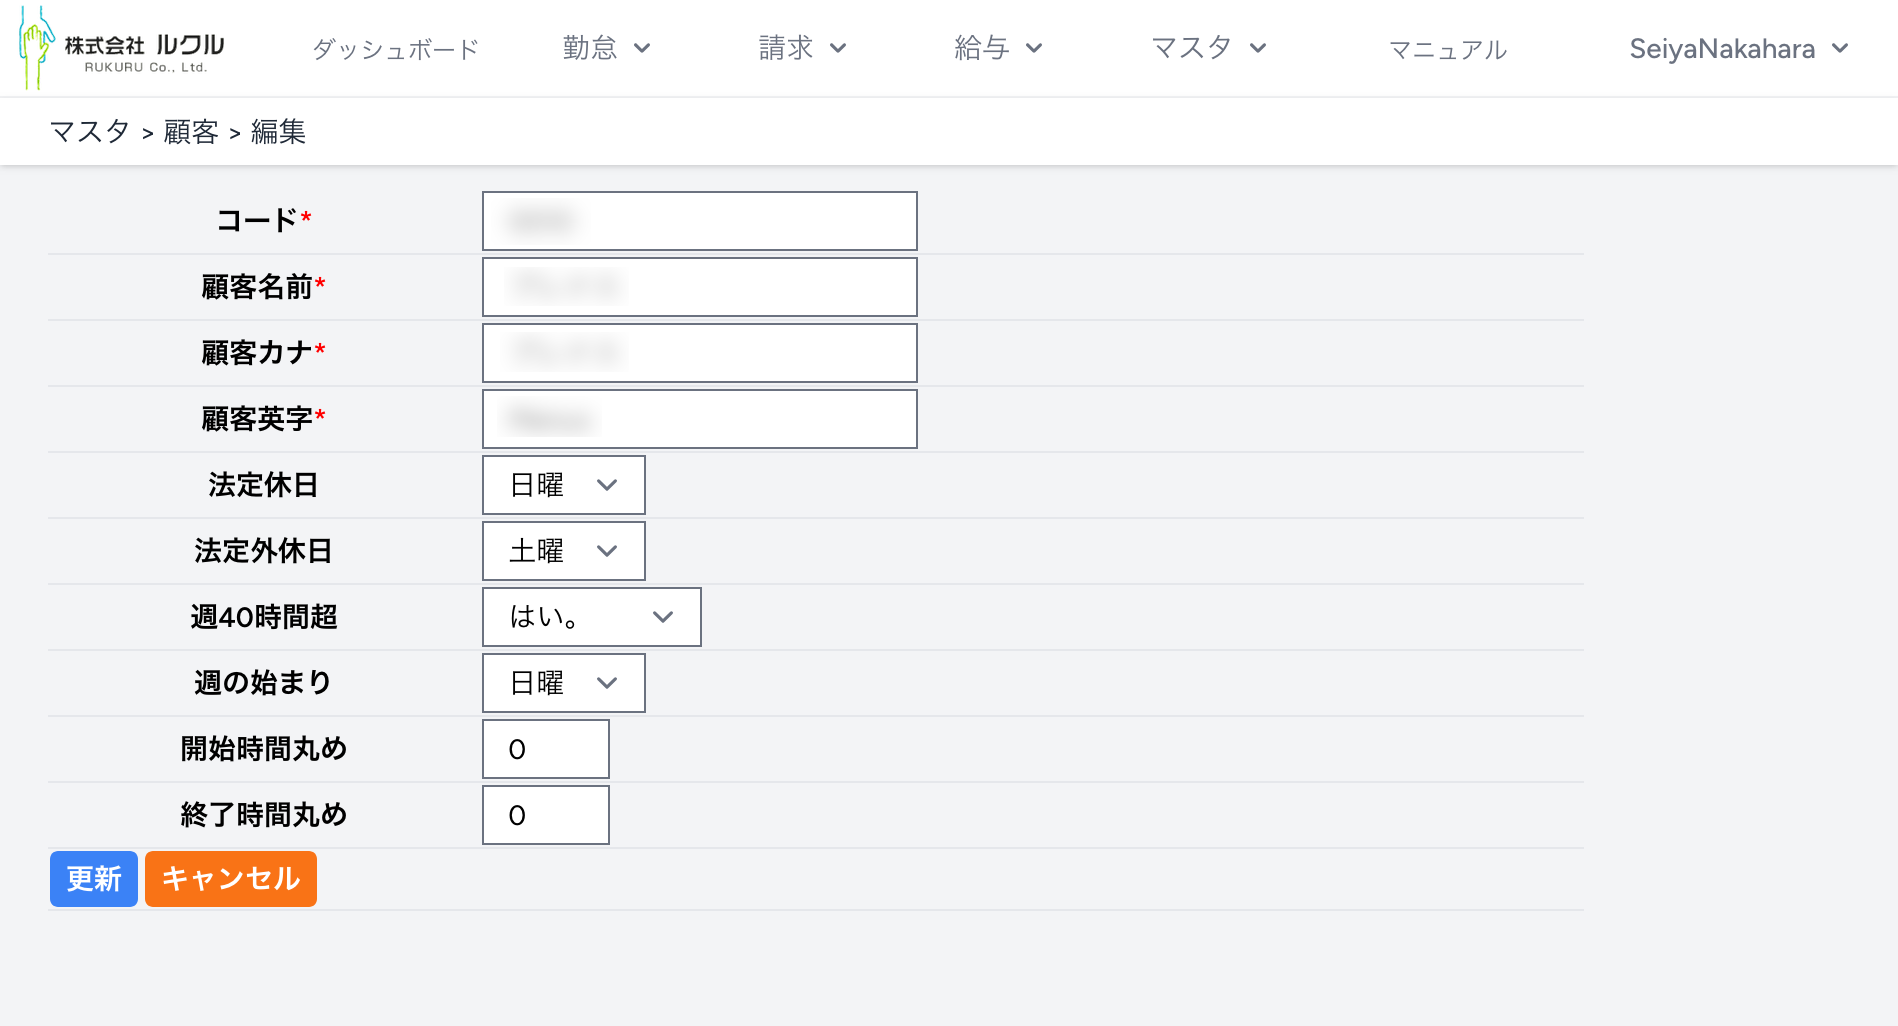 株式会社 ルクル
RUKURU Co., Ltd.
ダッシュボード 勤怠 請求 給与 マスタ マニュアル SeiyaNakahara
マスタ > 顧客 > 編集
コード*
顧客名前*
顧客カナ*
顧客英字*
法定休日 日曜
法定外休日 土曜
週40時間超 はい。
週の始まり 日曜
開始時間丸め 0
終了時間丸め 0
更新 キャンセル